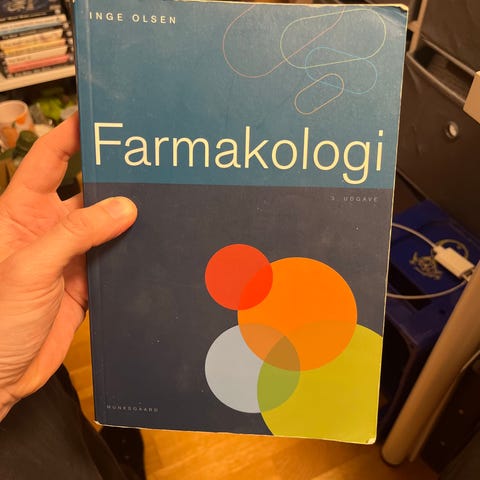 INGE OLSEN
Farmakologi
3. UDGAVE
MUNKSGAARD